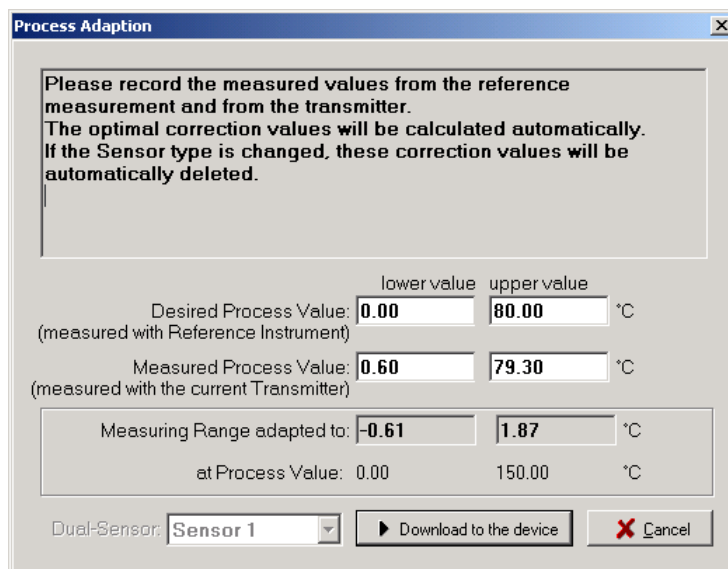 Process Adaption
Please record the measured values from the reference
measurement and from the transmitter.
The optimal correction values will be calculated automatically.
If the Sensor type is changed, these correction values will be
automatically deleted.
lower value upper value
Desired Process Value: 0.00 80.00 °C
(measured with Reference Instrument)
Measured Process Value: 0.60 79.30 °C
(measured with the current Transmitter)
Measuring Range adapted to: -0.61 1.87 °C
at Process Value: 0.00 150.00 °C
Dual-Sensor: Sensor 1 Download to the device Cancel